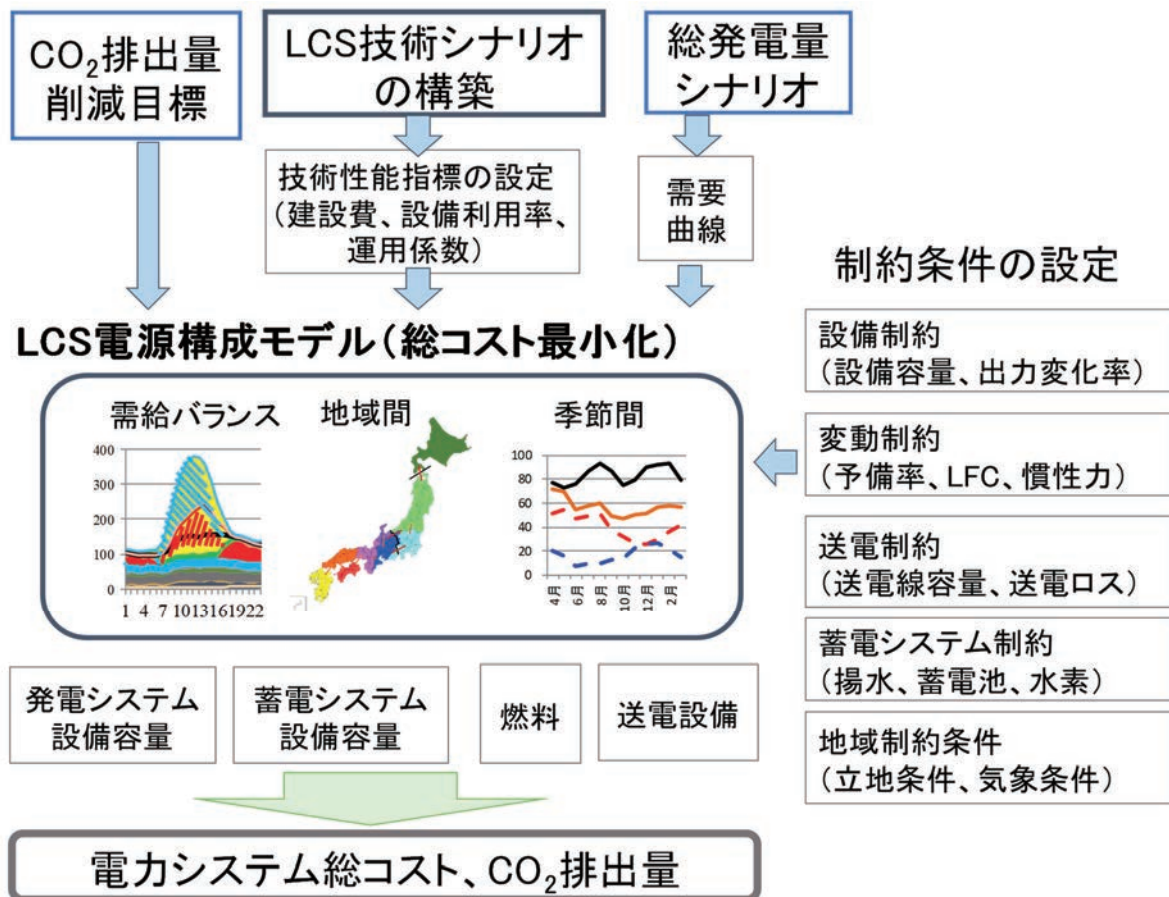 CO₂排出量
削減目標
LCS技術シナリオ
の構築
総発電量
シナリオ
技術性能指標の設定
(建設費、設備利用率、
運用係数)
需要
曲線
LCS電源構成モデル(総コスト最小化)
需給バランス
400
300
200
100
0
1 4 7 10 13 16 19 22
地域間
季節間
100
80
60
40
20
0
4月
6月
8月
10月
12月
2月
制約条件の設定
設備制約
(設備容量、出力変化率)
変動制約
(予備率、LFC、慣性力)
送電制約
(送電線容量、送電ロス)
蓄電システム制約
(揚水、蓄電池、水素)
地域制約条件
(立地条件、気象条件)
発電システム
設備容量
蓄電システム
設備容量
燃料
送電設備
電力システム総コスト、CO₂排出量